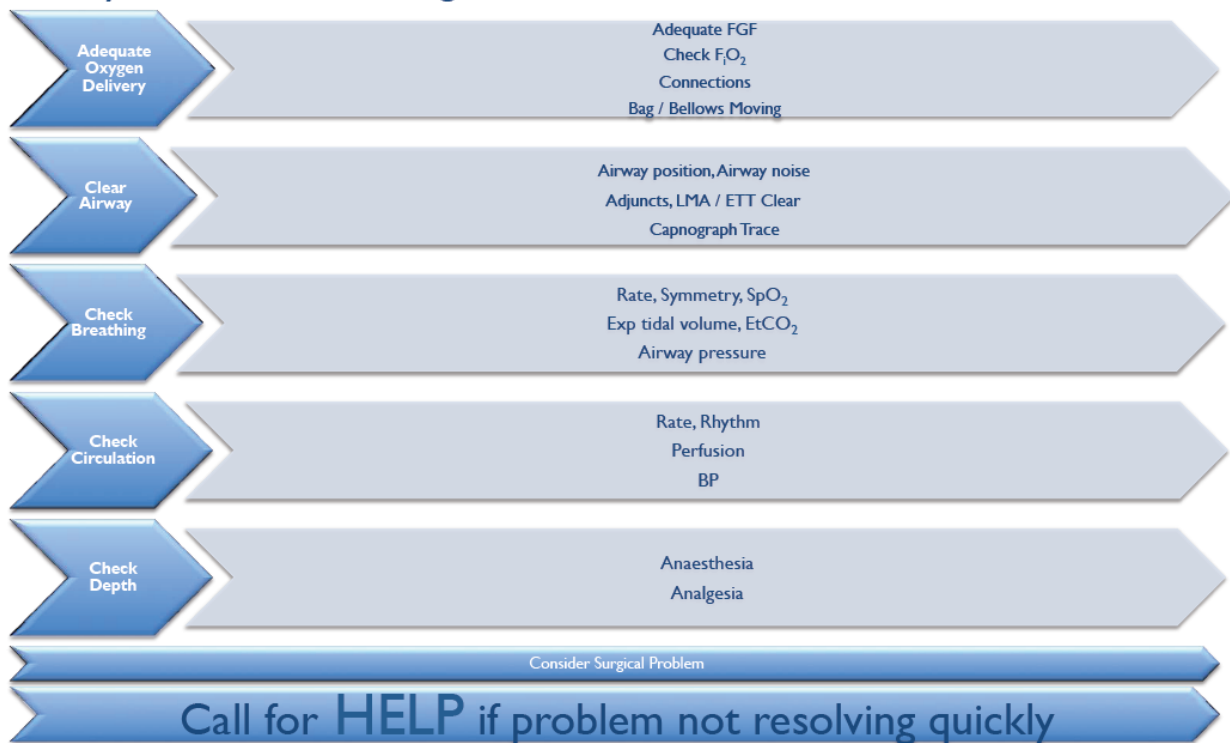 Adequate
Oxygen
Delivery
Adequate FGF
Check FiO2
Connections
Bag / Bellows Moving
Clear
Airway
Airway position, Airway noise
Adjuncts, LMA / ETT Clear
Capnograph Trace
Check
Breathing
Rate, Symmetry, SpO2
Exp tidal volume, EtCO2
Airway pressure
Check
Circulation
Rate, Rhythm
Perfusion
BP
Check
Depth
Anaesthesia
Analgesia
Consider Surgical Problem
Call for HELP if problem not resolving quickly